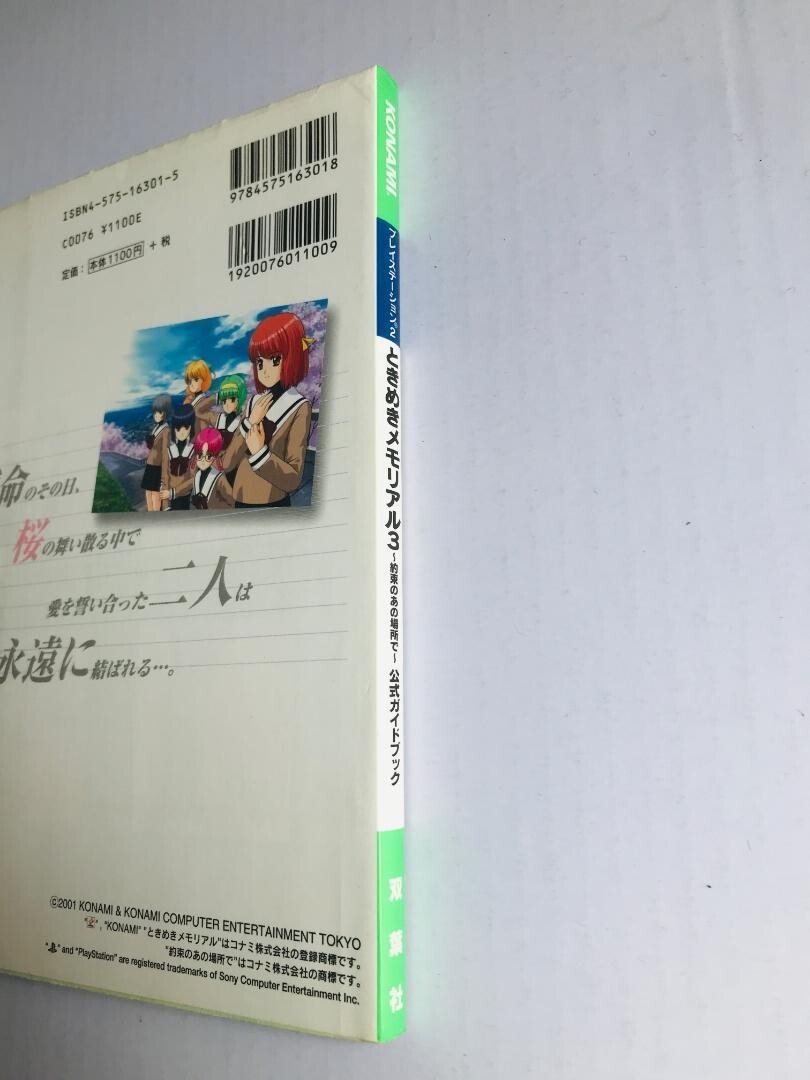 ISBN4-575-16301-5
C0076 ¥1100E
定価：本体1100円＋税
9784575163018
1920076011009
命のその日、
桜の舞い散る中で
愛を誓い合った二人は
永遠に結ばれる…。
©2001 KONAMI & KONAMI COMPUTER ENTERTAINMENT TOKYO
" ", "KONAMI" "ときめきメモリアル"はコナミ株式会社の登録商標です。
"約束のあの場所で"はコナミ株式会社の商標です。
" " and "PlayStation" are registered trademarks of Sony Computer Entertainment Inc.
KONAMI
プレイステーション2
ときめきメモリアル3～約束のあの場所で～ 公式ガイドブック
双葉社